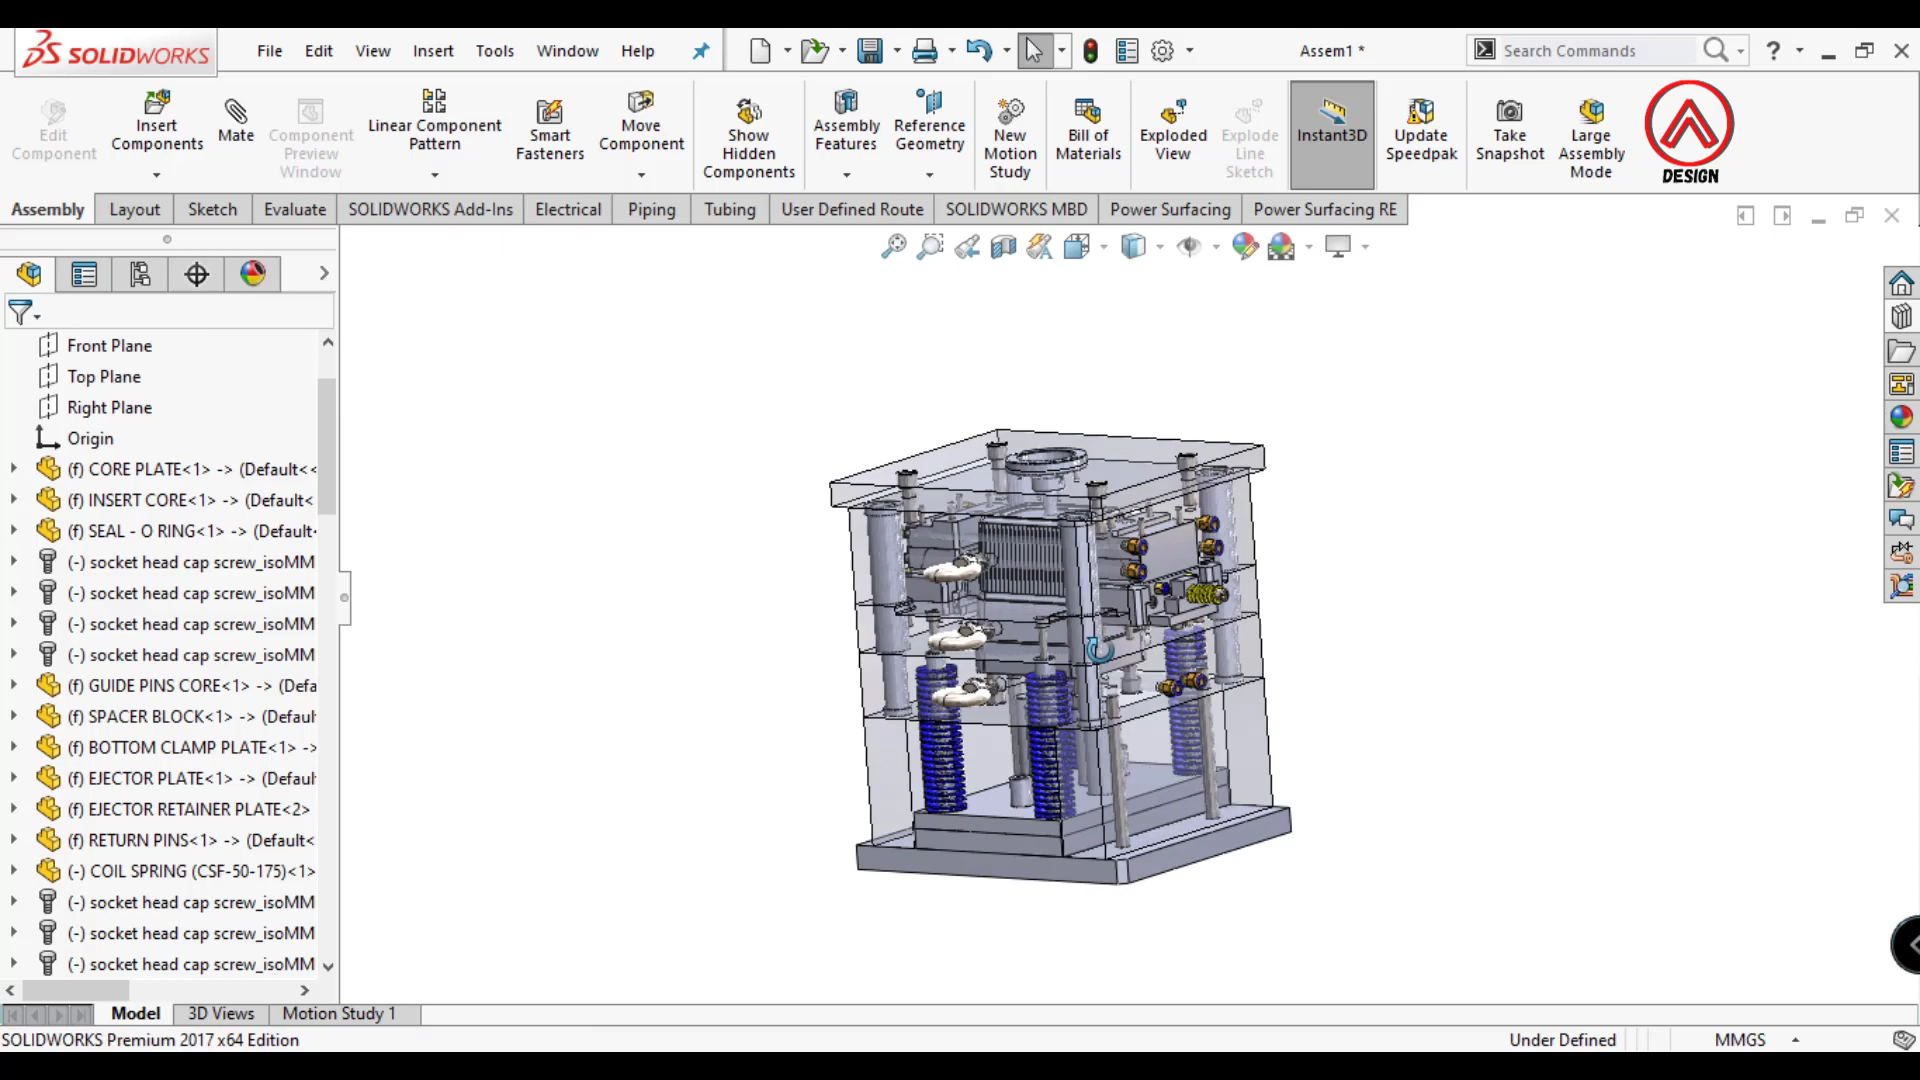 SOLIDWORKS
File Edit View Insert Tools Window Help
Assem1 *
Search Commands
?
Edit Component
Insert Components
Mate
Component Preview Window
Linear Component Pattern
Smart Fasteners
Move Component
Show Hidden Components
Assembly Features
Reference Geometry
New Motion Study
Bill of Materials
Exploded View
Explode Line Sketch
Instant3D
Update Speedpak
Take Snapshot
Large Assembly Mode
DESIGN
Assembly Layout Sketch Evaluate SOLIDWORKS Add-Ins Electrical Piping Tubing User Defined Route SOLIDWORKS MBD Power Surfacing Power Surfacing RE
Front Plane
Top Plane
Right Plane
Origin
(f) CORE PLATE<1> -> (Default<<
(f) INSERT CORE<1> -> (Default<
(f) SEAL - O RING<1> -> (Default
(-) socket head cap screw_isoMM
(-) socket head cap screw_isoMM
(-) socket head cap screw_isoMM
(-) socket head cap screw_isoMM
(f) GUIDE PINS CORE<1> -> (Defa
(f) SPACER BLOCK<1> -> (Defaul
(f) BOTTOM CLAMP PLATE<1> ->
(f) EJECTOR PLATE<1> -> (Defaul
(f) EJECTOR RETAINER PLATE<2>
(f) RETURN PINS<1> -> (Default<
(-) COIL SPRING (CSF-50-175)<1>
(-) socket head cap screw_isoMM
(-) socket head cap screw_isoMM
(-) socket head cap screw_isoMM
Model 3D Views Motion Study 1
SOLIDWORKS Premium 2017 x64 Edition
Under Defined
MMGS